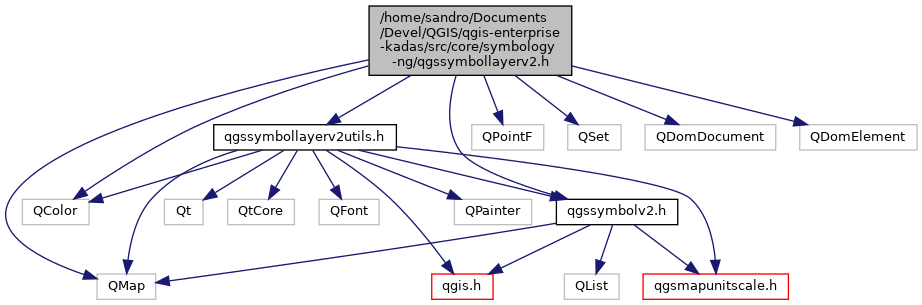 /home/sandro/Documents
/Devel/QGIS/qgis-enterprise
-kadas/src/core/symbology
-ng/qgssymbollayerv2.h
qgssymbollayerv2utils.h
QPointF
QSet
QDomDocument
QDomElement
QColor
Qt
QtCore
QFont
QPainter
qgssymbolv2.h
QMap
qgis.h
QList
qgsmapunitscale.h